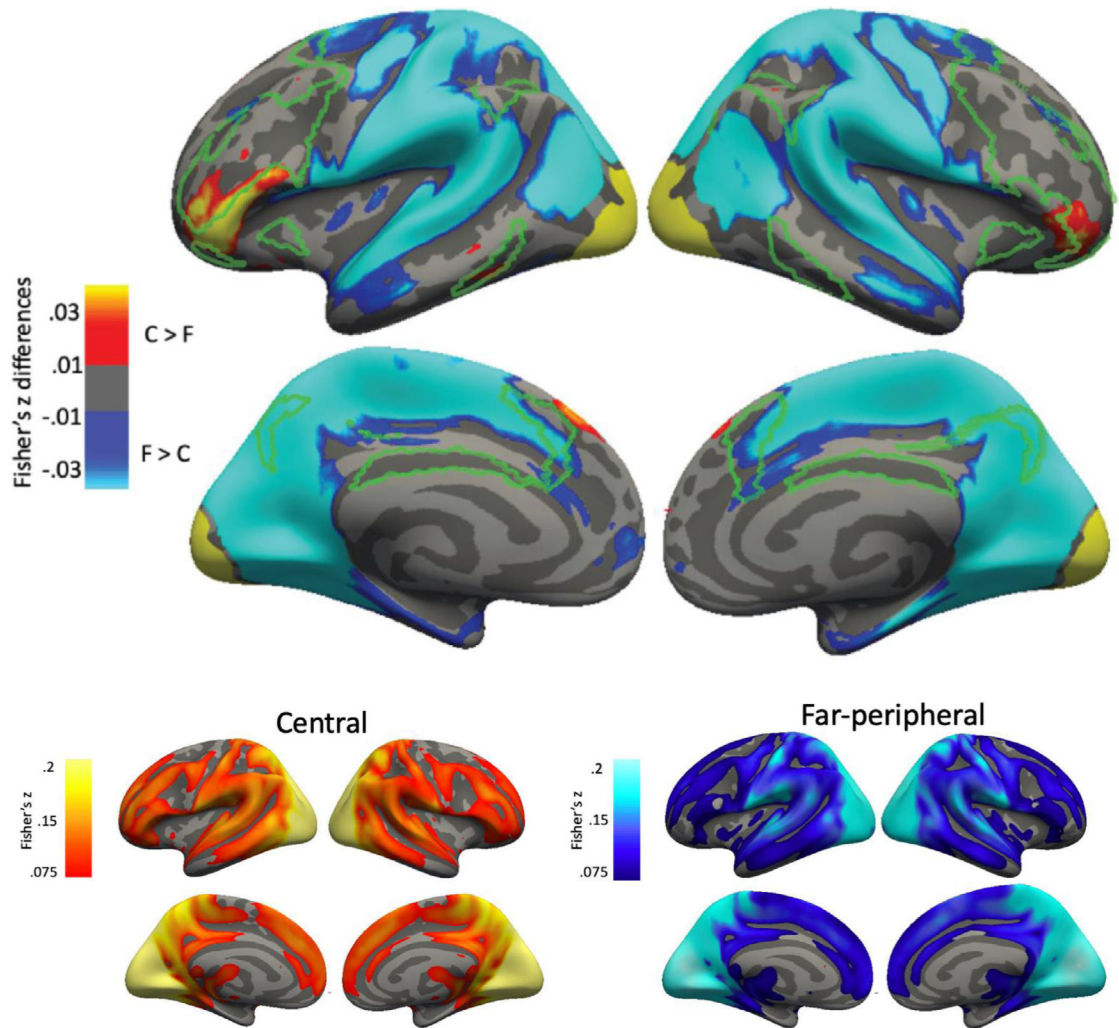 Fisher's z differences
.03
.01
-.01
-.03
C > F
F > C
Central
Fisher's z
.2
.15
.075
Far-peripheral
Fisher's z
.2
.15
.075